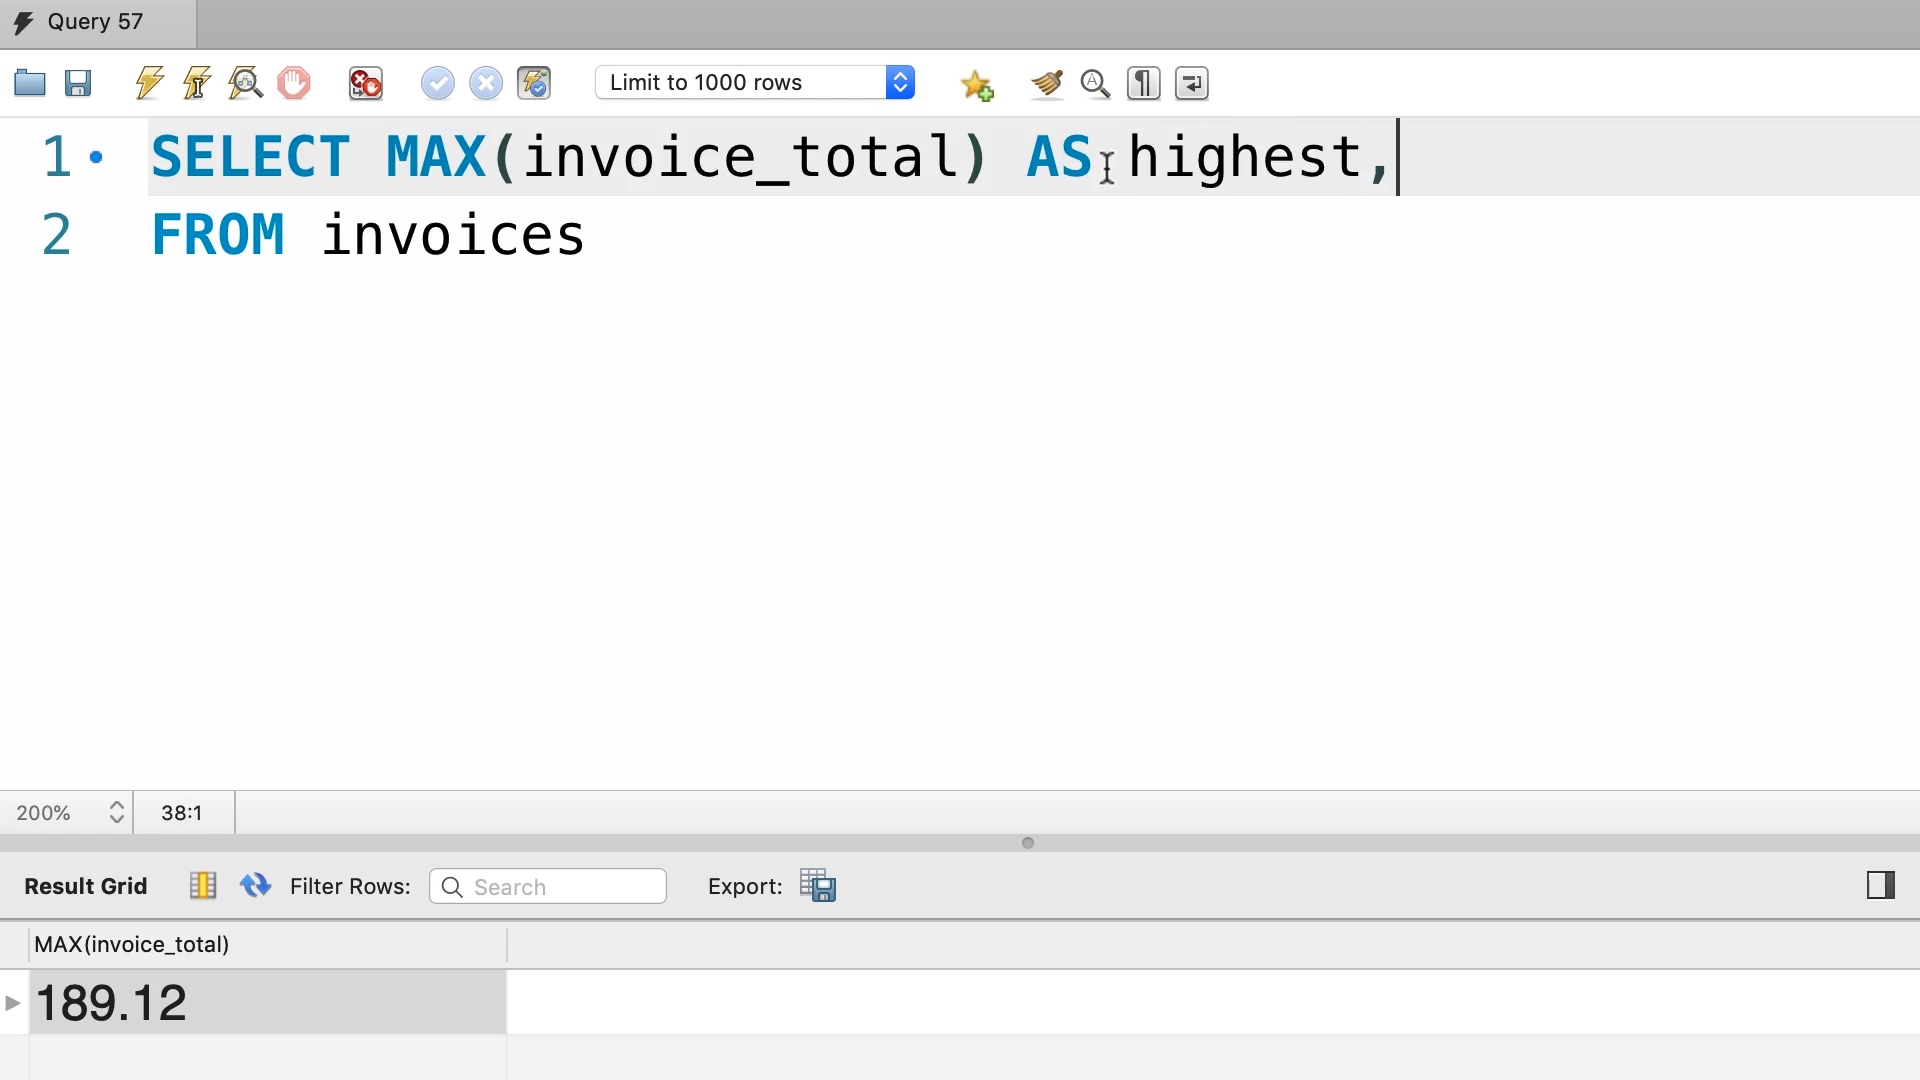 Query 57
Limit to 1000 rows
1 SELECT MAX(invoice_total) AS highest,
2 FROM invoices
200% 38:1
Result Grid Filter Rows: Search Export:
MAX(invoice_total)
189.12